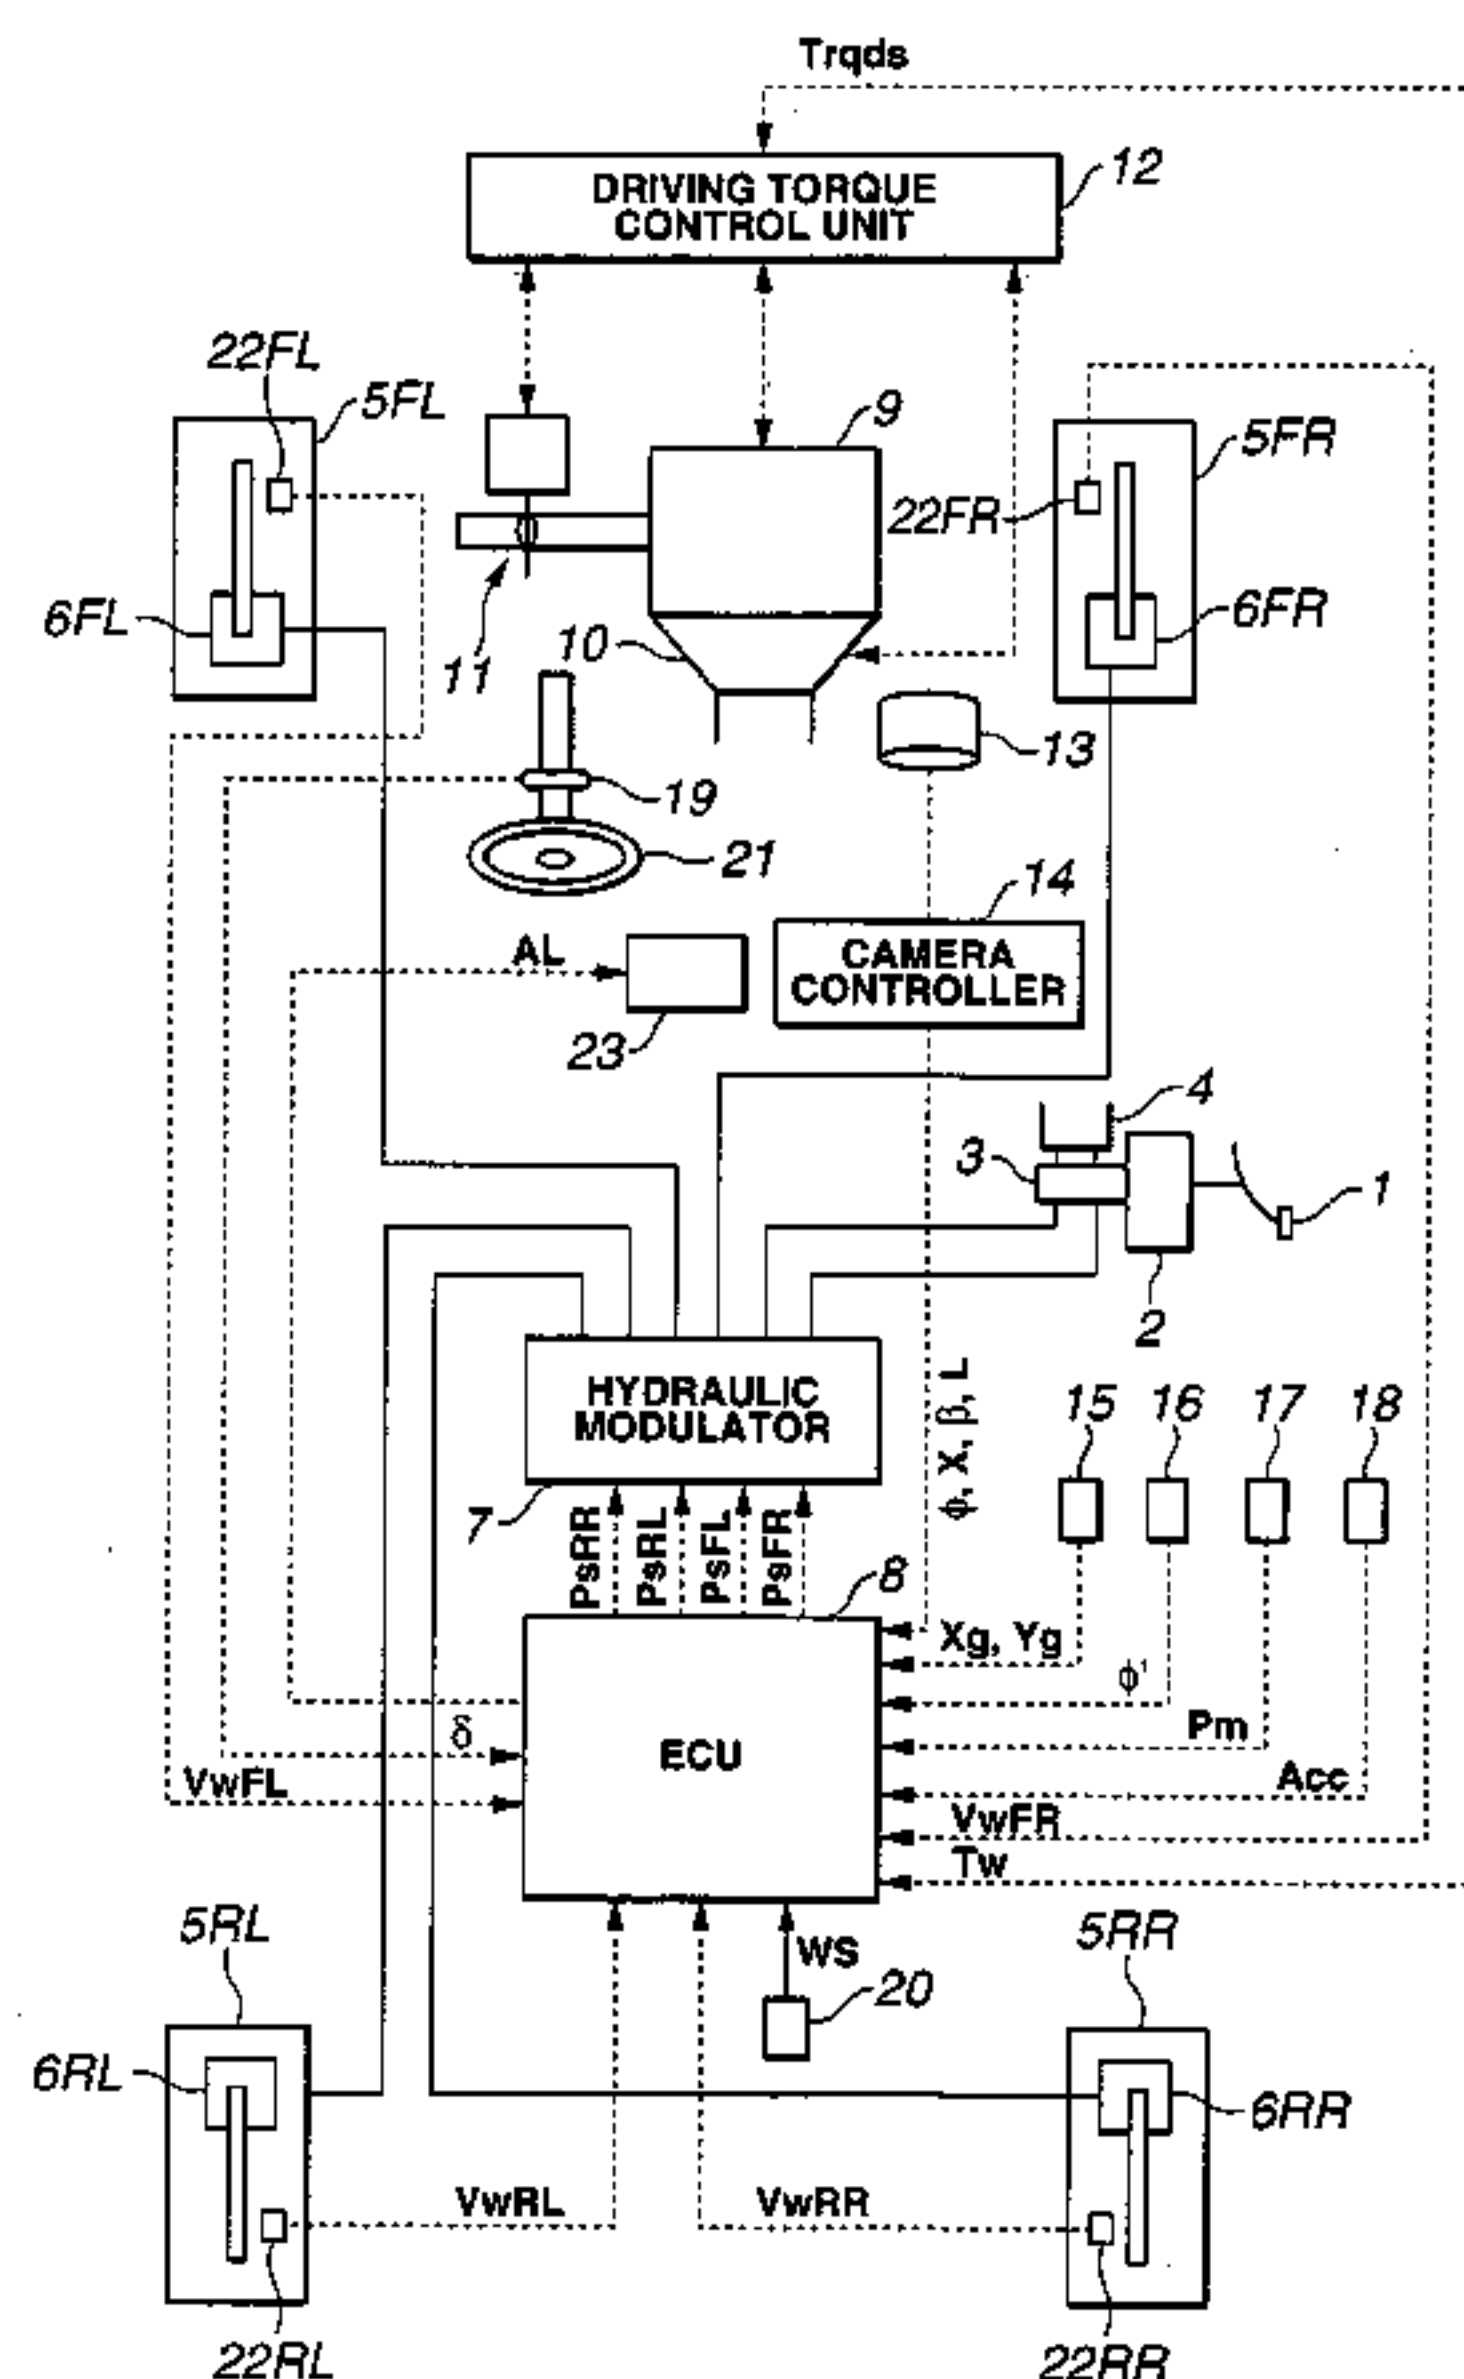 Trqds
DRIVING TORQUE
CONTROL UNIT
12
22FL
5FL
9
5FR
22FR
6FL
10
11
6FR
13
19
21
14
AL
CAMERA
CONTROLLER
23
4
3
1
2
HYDRAULIC
MODULATOR
ϕ, X, β, L
15
16
17
18
7
PsRR
PsRL
PsFL
PsFR
8
Xg, Yg
ϕ'
δ
Pm
ECU
VwFL
Acc
VwFR
Tw
5RL
5RR
WS
20
6RL
6RR
VwRL
VwRR
22RL
22RR